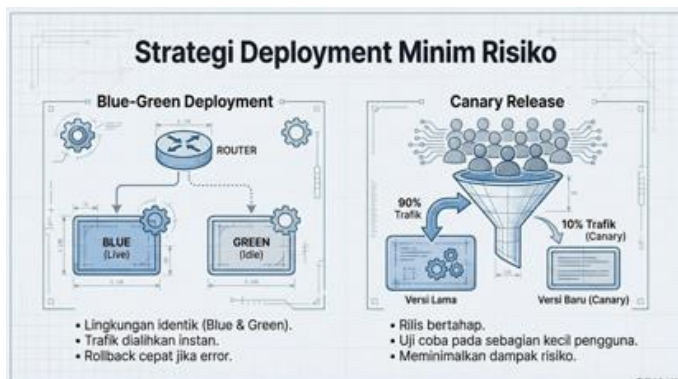 Strategi Deployment Minim Risiko
Blue-Green Deployment
ROUTER
BLUE
(Live)
GREEN
(Idle)
• Lingkungan identik (Blue & Green).
• Trafik dialihkan instan.
• Rollback cepat jika error.
Canary Release
90%
Trafik
10% Trafik
(Canary)
Versi Lama
Versi Baru (Canary)
• Rilis bertahap.
• Uji coba pada sebagian kecil pengguna.
• Meminimalkan dampak risiko.